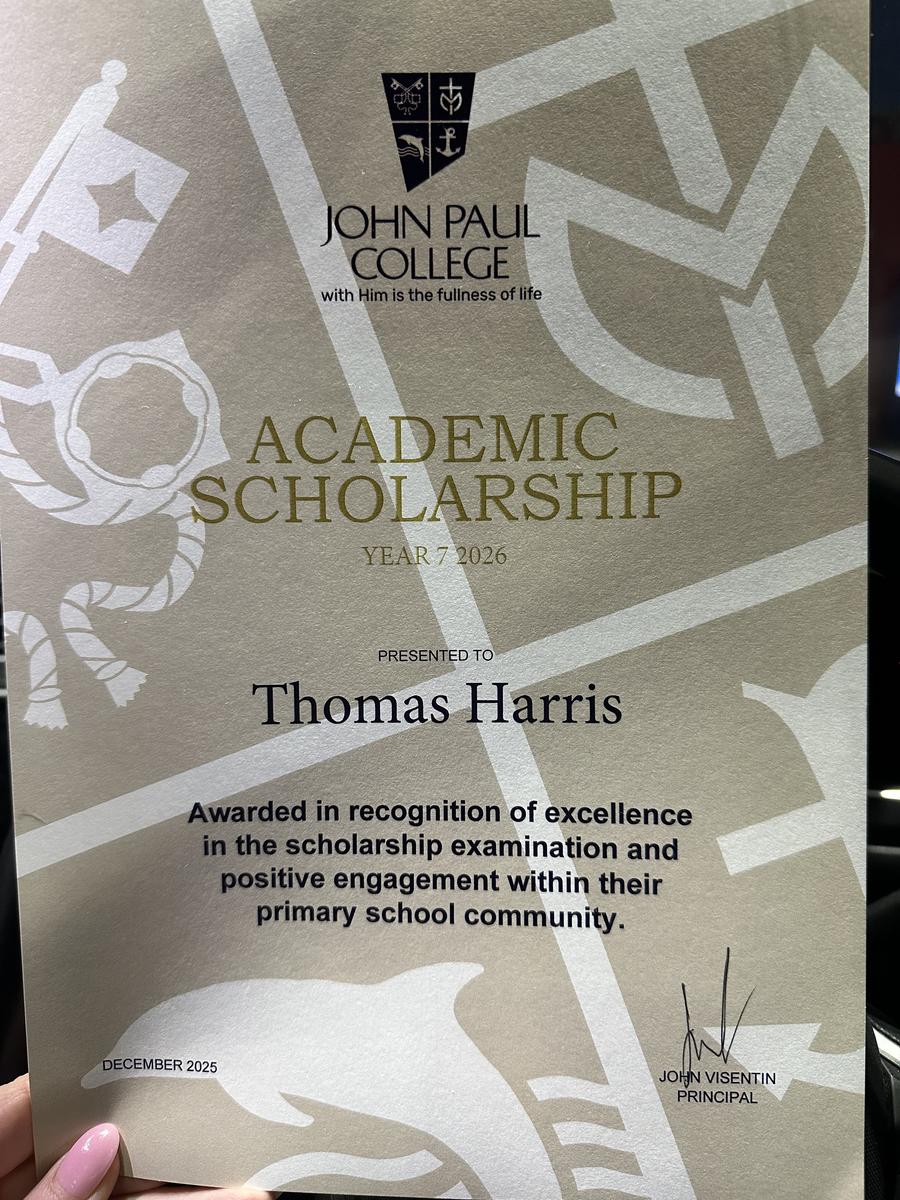 JOHN PAUL
COLLEGE
with Him is the fullness of life
ACADEMIC
SCHOLARSHIP
YEAR 7 2026
PRESENTED TO
Thomas Harris
Awarded in recognition of excellence
in the scholarship examination and
positive engagement within their
primary school community.
DECEMBER 2025
JOHN VISENTIN
PRINCIPAL